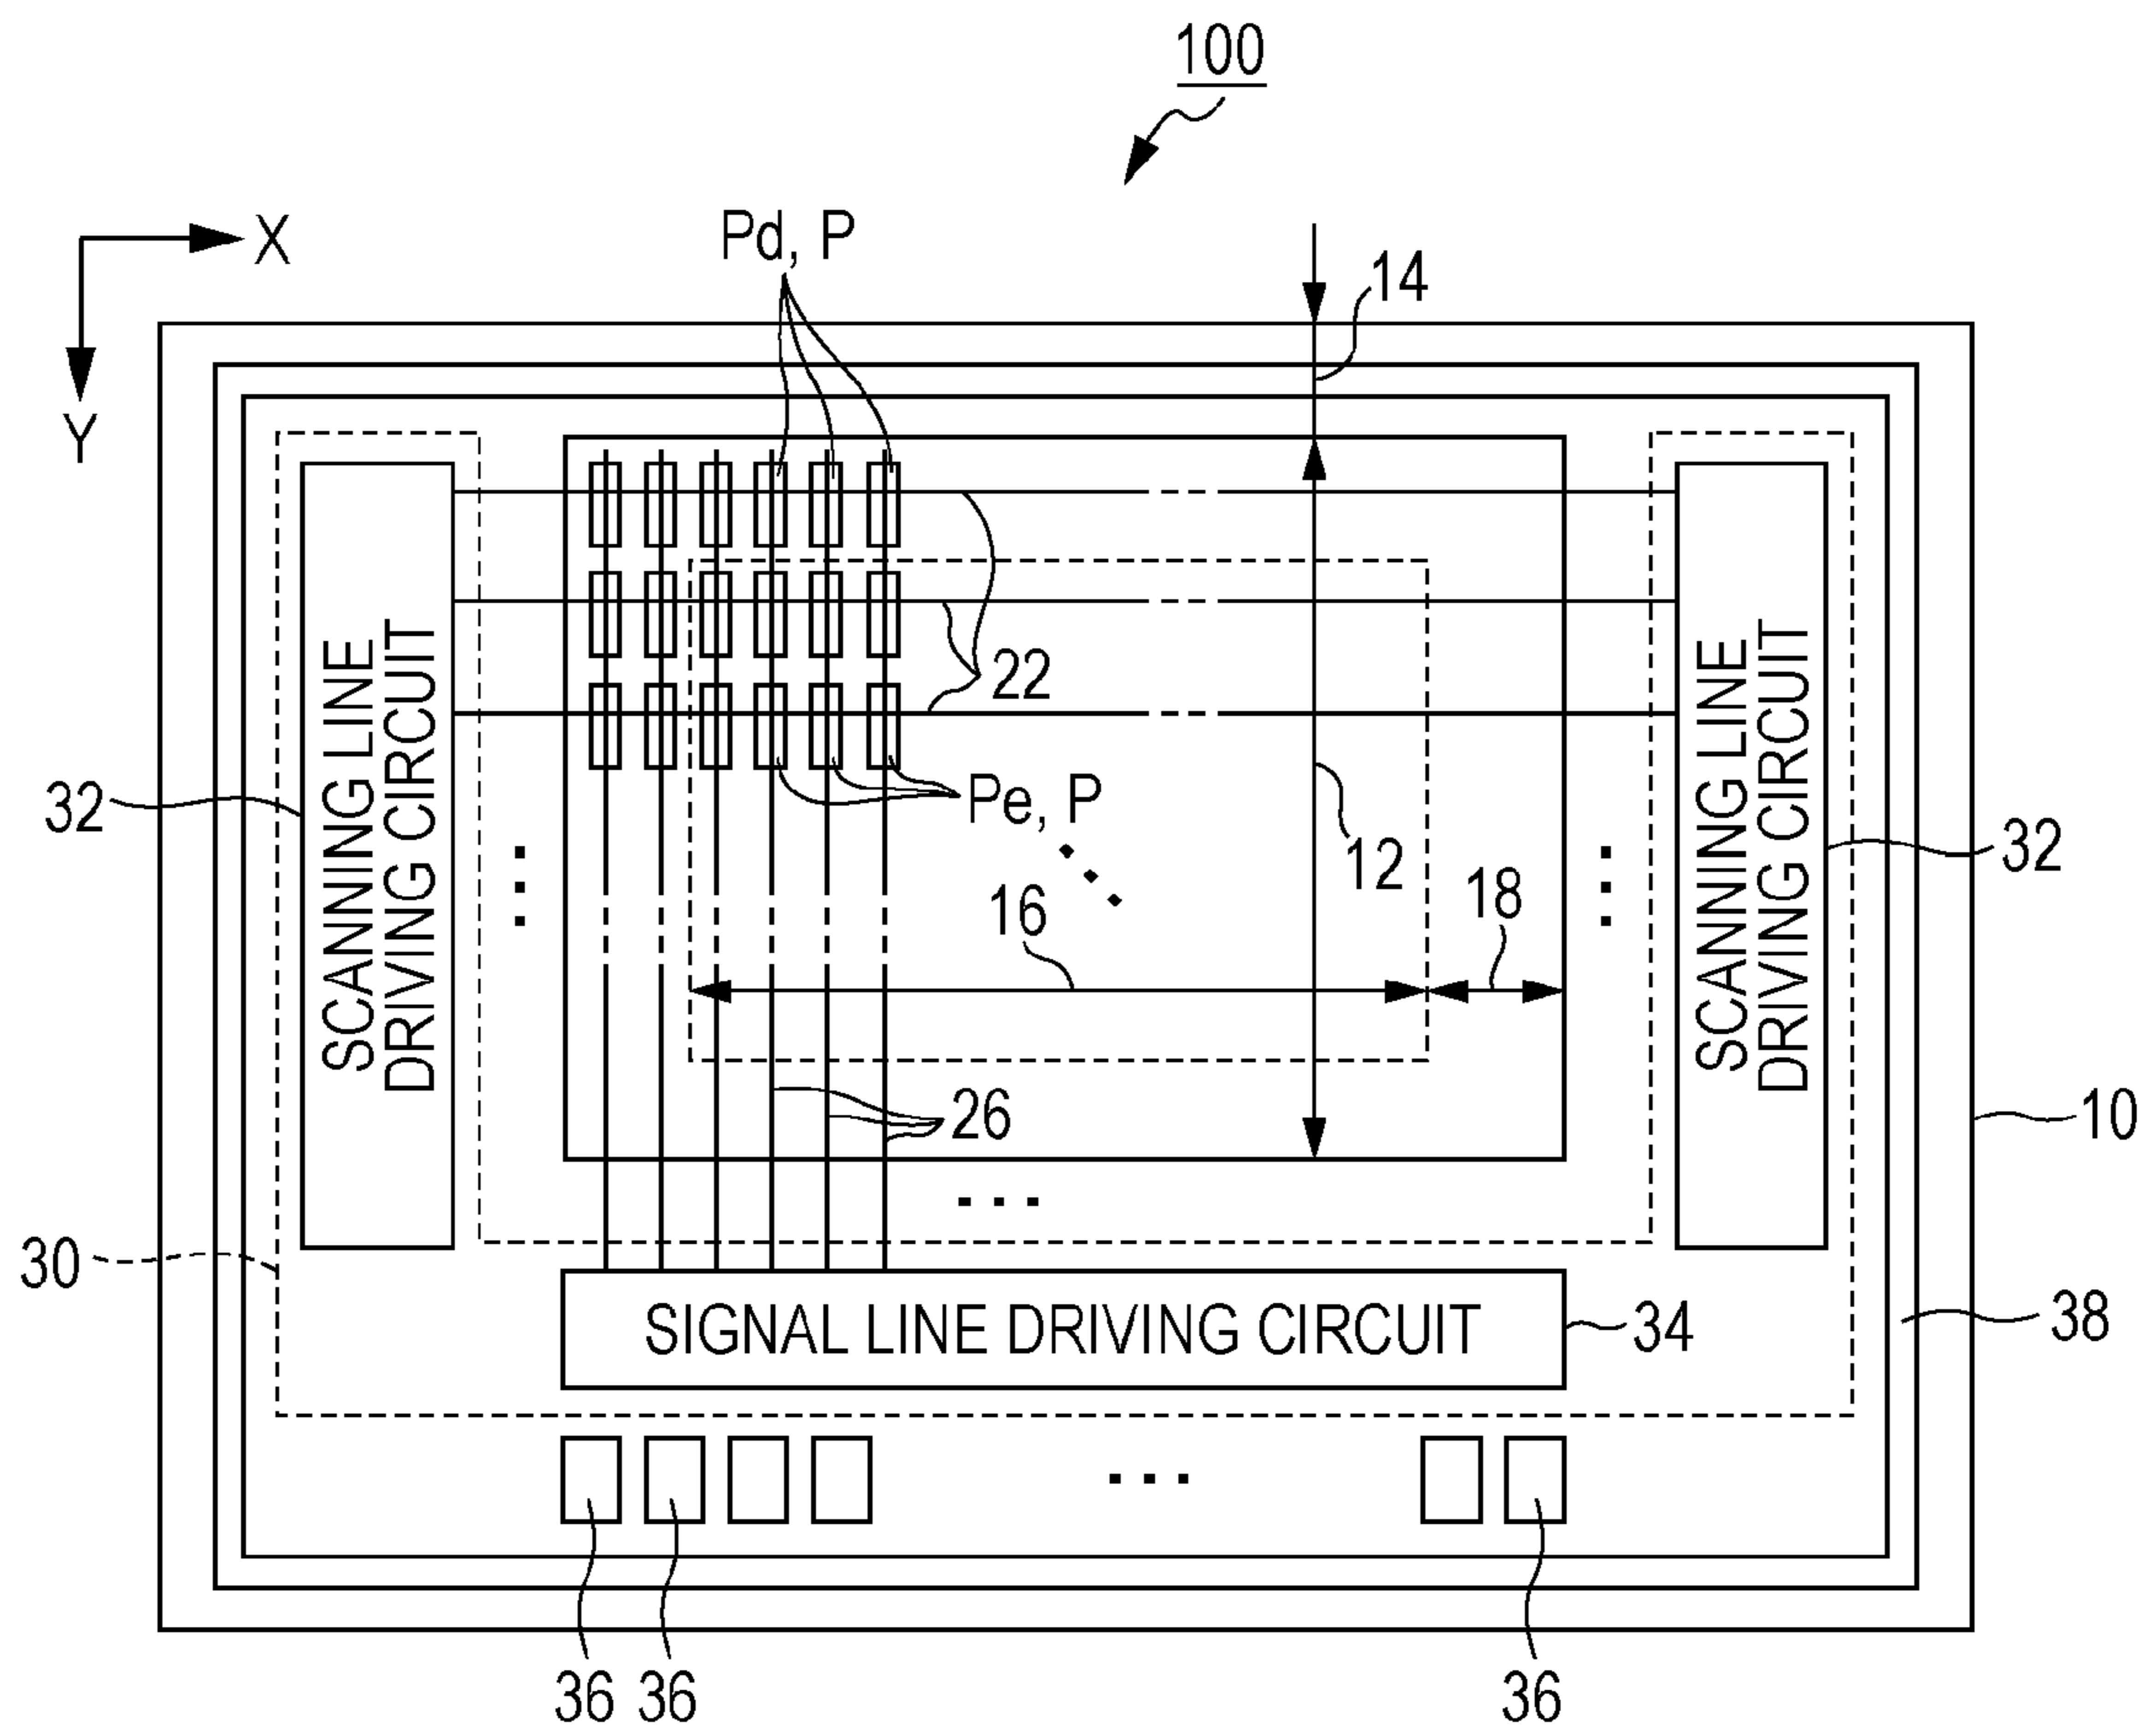 100
X
Y
Pd, P
14
22
Pe, P
32
SCANNING LINE
DRIVING CIRCUIT
12
16
18
SCANNING LINE
DRIVING CIRCUIT
32
26
10
30
SIGNAL LINE DRIVING CIRCUIT
34
38
36
36
36